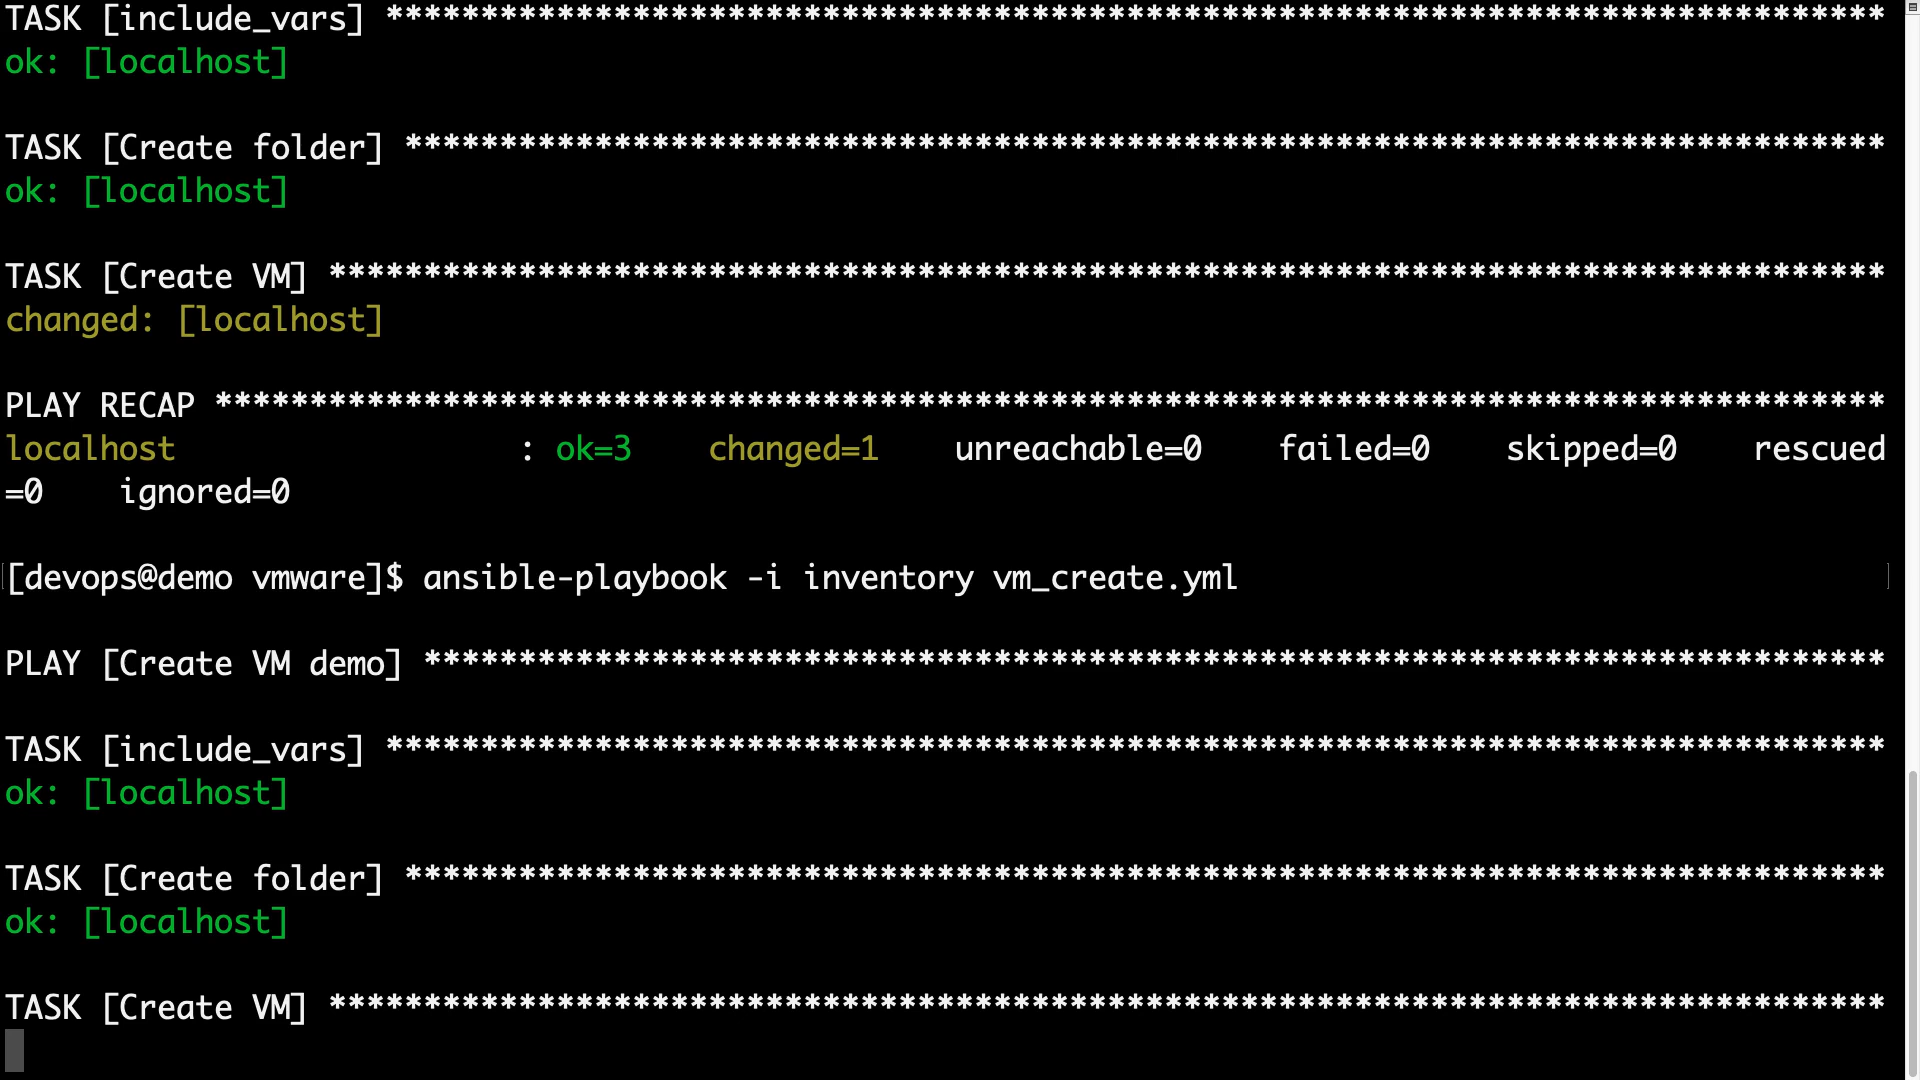 TASK [include_vars] *******************************************************************************
ok: [localhost]
TASK [Create folder] ******************************************************************************
ok: [localhost]
TASK [Create VM] **********************************************************************************
changed: [localhost]
PLAY RECAP ****************************************************************************************
localhost                  : ok=3    changed=1    unreachable=0    failed=0    skipped=0    rescued
=0    ignored=0
[devops@demo vmware]$ ansible-playbook -i inventory vm_create.yml
PLAY [Create VM demo] *****************************************************************************
TASK [include_vars] *******************************************************************************
ok: [localhost]
TASK [Create folder] ******************************************************************************
ok: [localhost]
TASK [Create VM] **********************************************************************************